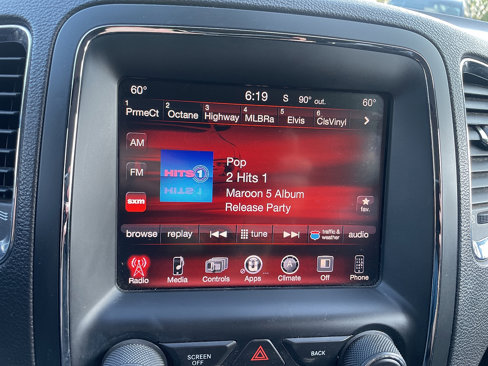 60° 6:19 S 90° out. 60°
1 PrmeCt 2 Octane 3 Highway 4 MLBRa 5 Elvis 6 ClsVinyl
AM
FM
sxm
HITS 1
Pop
2 Hits 1
Maroon 5 Album
Release Party
fav.
browse replay tune traffic & weather audio
Radio Media Controls Apps Climate Off Phone
SCREEN OFF
BACK